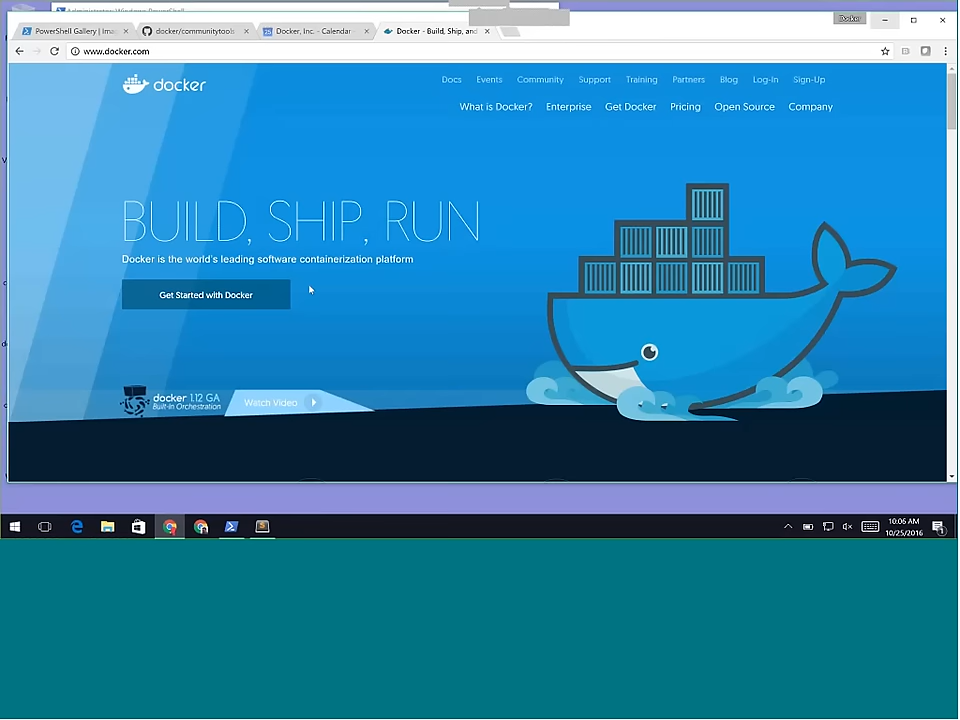 Administrator: Windows PowerShell
Docker
PowerShell Gallery | Ima
docker/communitytools
Docker, Inc. - Calendar
Docker - Build, Ship, and
www.docker.com
docker
Docs Events Community Support Training Partners Blog Log-In Sign-Up
What is Docker? Enterprise Get Docker Pricing Open Source Company
BUILD, SHIP, RUN
Docker is the world's leading software containerization platform
Get Started with Docker
docker 1.12 GA
Built-In Orchestration
Watch Video
10:06 AM
10/25/2016